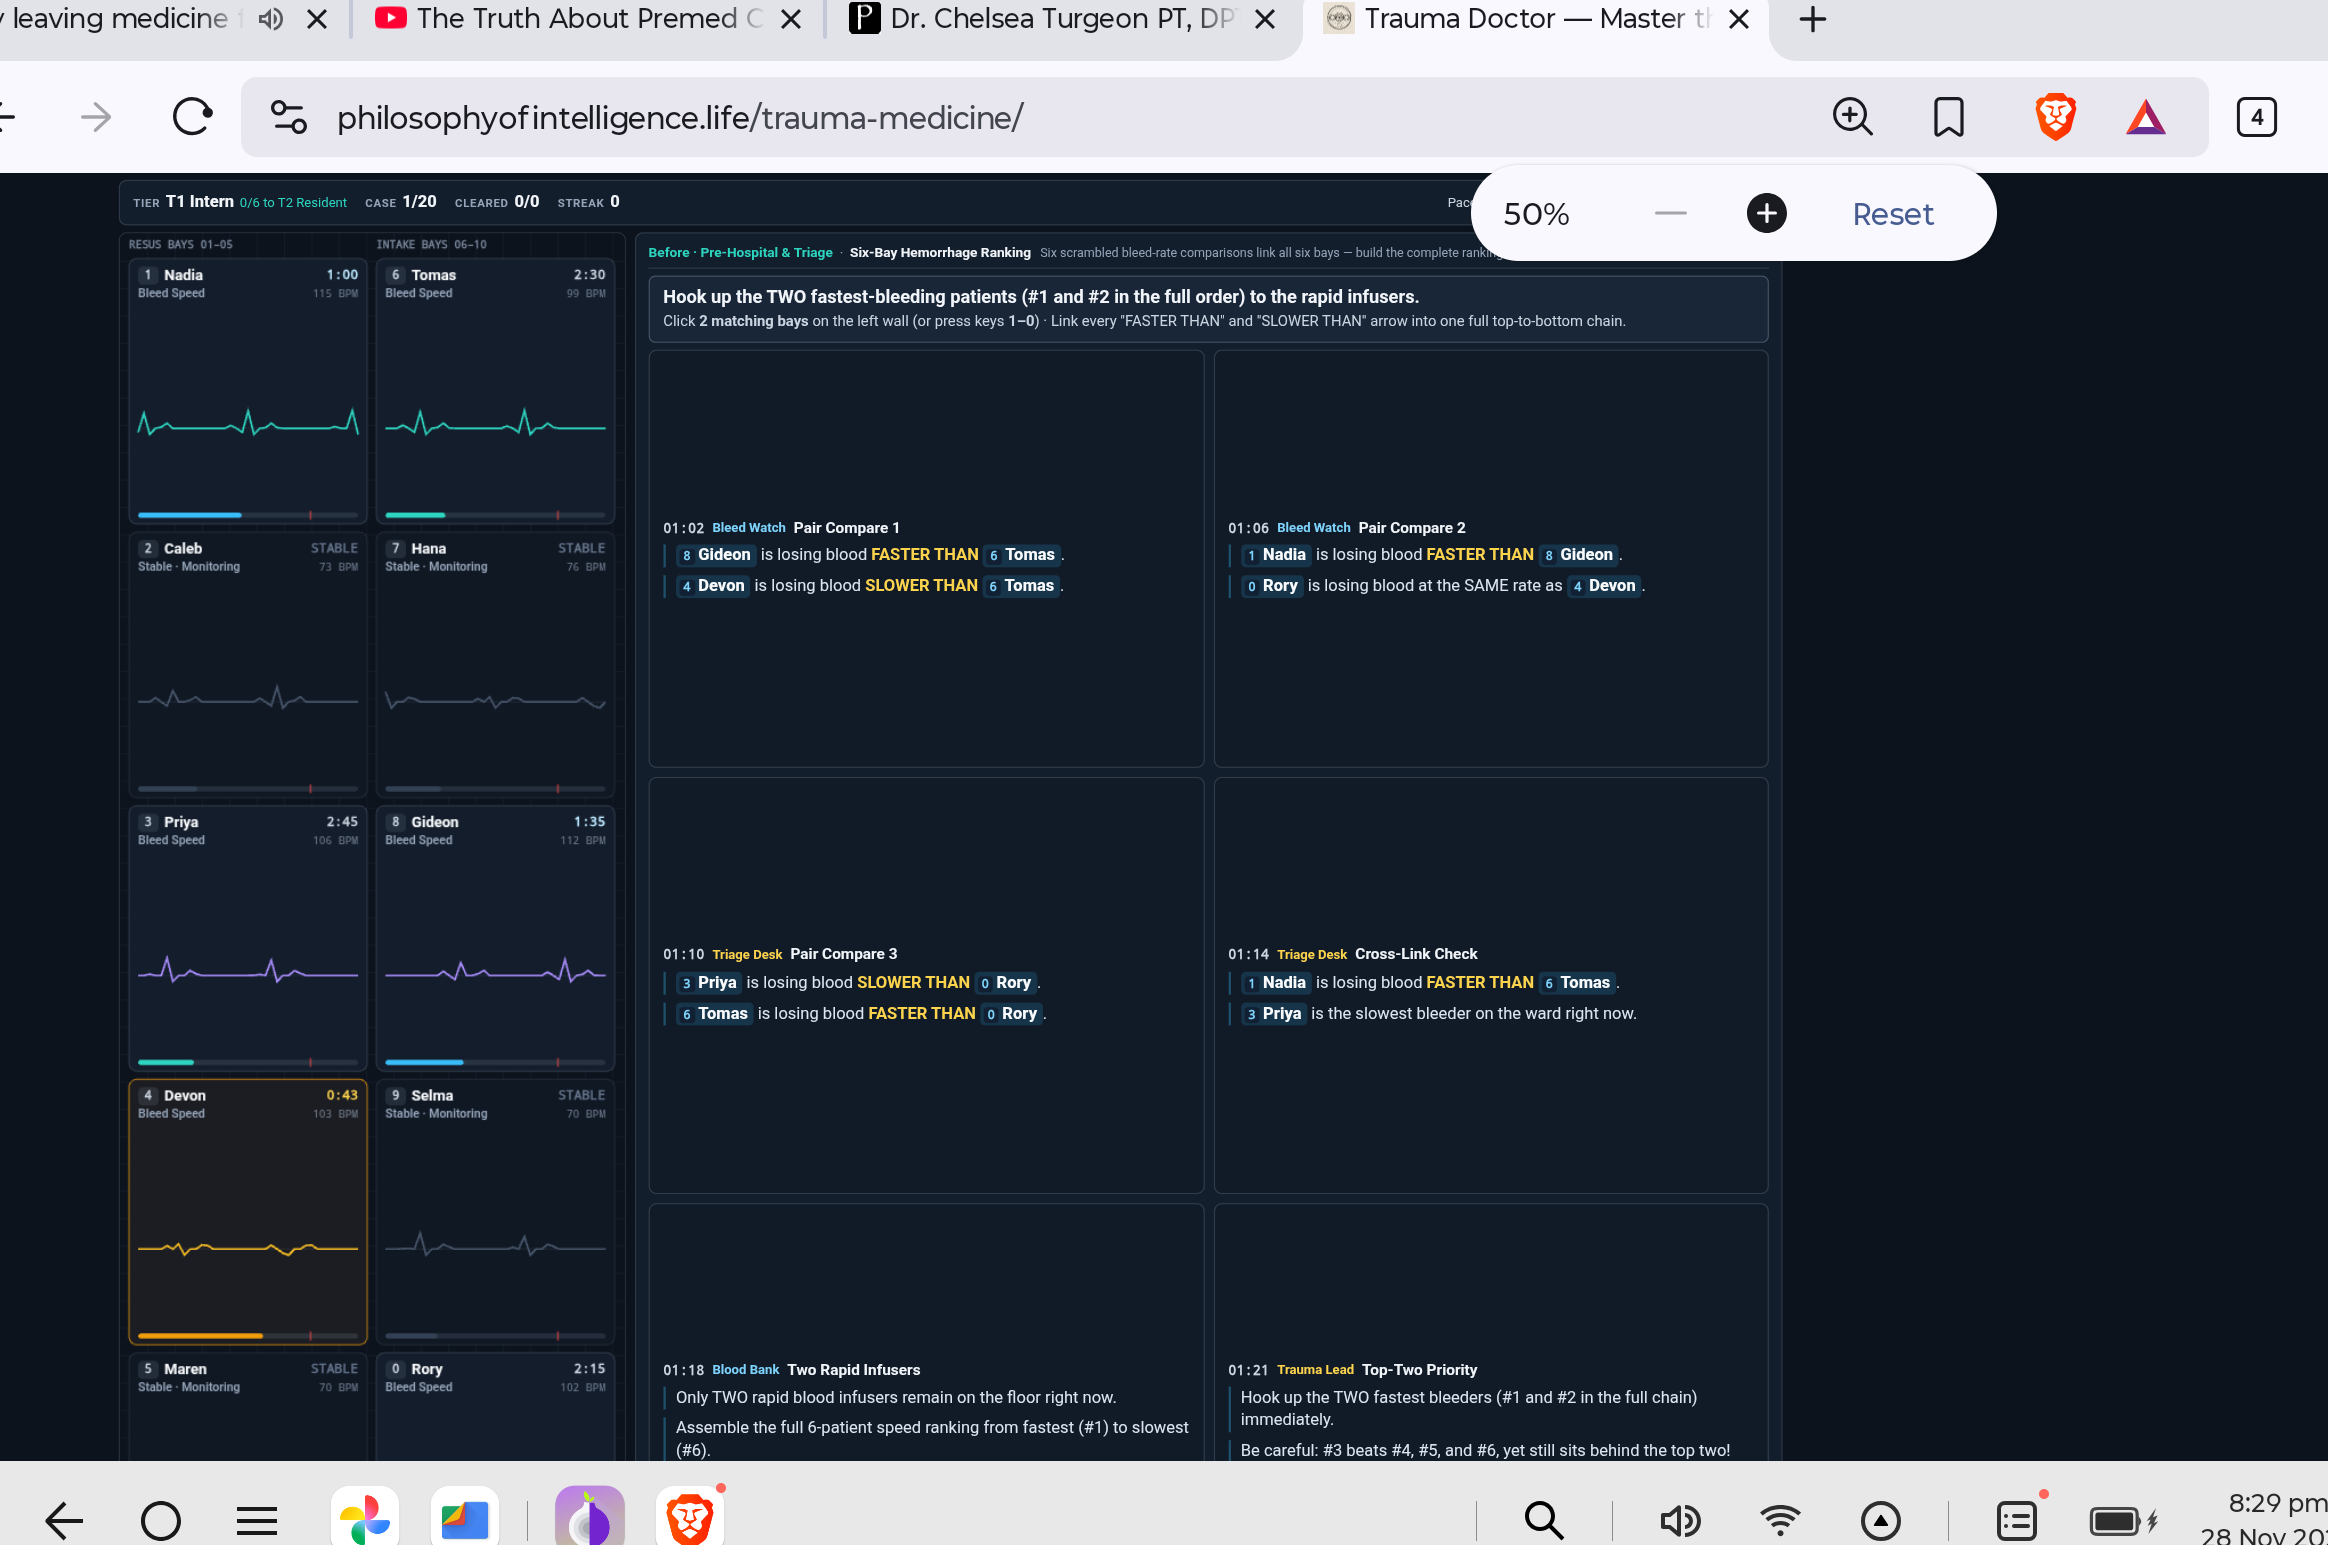 leaving medicine
The Truth About Premed
Dr. Chelsea Turgeon PT, DPT
Trauma Doctor — Master th
philosophyofintelligence.life/trauma-medicine/
4
50%
Reset
TIER T1 Intern 0/6 to T2 Resident CASE 1/20 CLEARED 0/0 STREAK 0
RESUS BAYS 01–05
INTAKE BAYS 06–10
1 Nadia 1:00
Bleed Speed 115 BPM
6 Tomas 2:30
Bleed Speed 99 BPM
2 Caleb STABLE
Stable · Monitoring 73 BPM
7 Hana STABLE
Stable · Monitoring 76 BPM
3 Priya 2:45
Bleed Speed 106 BPM
8 Gideon 1:35
Bleed Speed 112 BPM
4 Devon 0:43
Bleed Speed 103 BPM
9 Selma STABLE
Stable · Monitoring 70 BPM
5 Maren STABLE
Stable · Monitoring 70 BPM
0 Rory 2:15
Bleed Speed 102 BPM
Before · Pre-Hospital & Triage · Six-Bay Hemorrhage Ranking Six scrambled bleed-rate comparisons link all six bays — build the complete
Hook up the TWO fastest-bleeding patients (#1 and #2 in the full order) to the rapid infusers.
Click 2 matching bays on the left wall (or press keys 1–0) · Link every "FASTER THAN" and "SLOWER THAN" arrow into one full top-to-bottom chain.
01:02 Bleed Watch Pair Compare 1
8 Gideon is losing blood FASTER THAN 6 Tomas .
4 Devon is losing blood SLOWER THAN 6 Tomas .
01:06 Bleed Watch Pair Compare 2
1 Nadia is losing blood FASTER THAN 8 Gideon .
0 Rory is losing blood at the SAME rate as 4 Devon .
01:10 Triage Desk Pair Compare 3
3 Priya is losing blood SLOWER THAN 0 Rory .
6 Tomas is losing blood FASTER THAN 0 Rory .
01:14 Triage Desk Cross-Link Check
1 Nadia is losing blood FASTER THAN 6 Tomas .
3 Priya is the slowest bleeder on the ward right now.
01:18 Blood Bank Two Rapid Infusers
Only TWO rapid blood infusers remain on the floor right now.
Assemble the full 6-patient speed ranking from fastest (#1) to slowest
(#6).
01:21 Trauma Lead Top-Two Priority
Hook up the TWO fastest bleeders (#1 and #2 in the full chain)
immediately.
Be careful: #3 beats #4, #5, and #6, yet still sits behind the top two!
8:29 pm
28 Nov 20